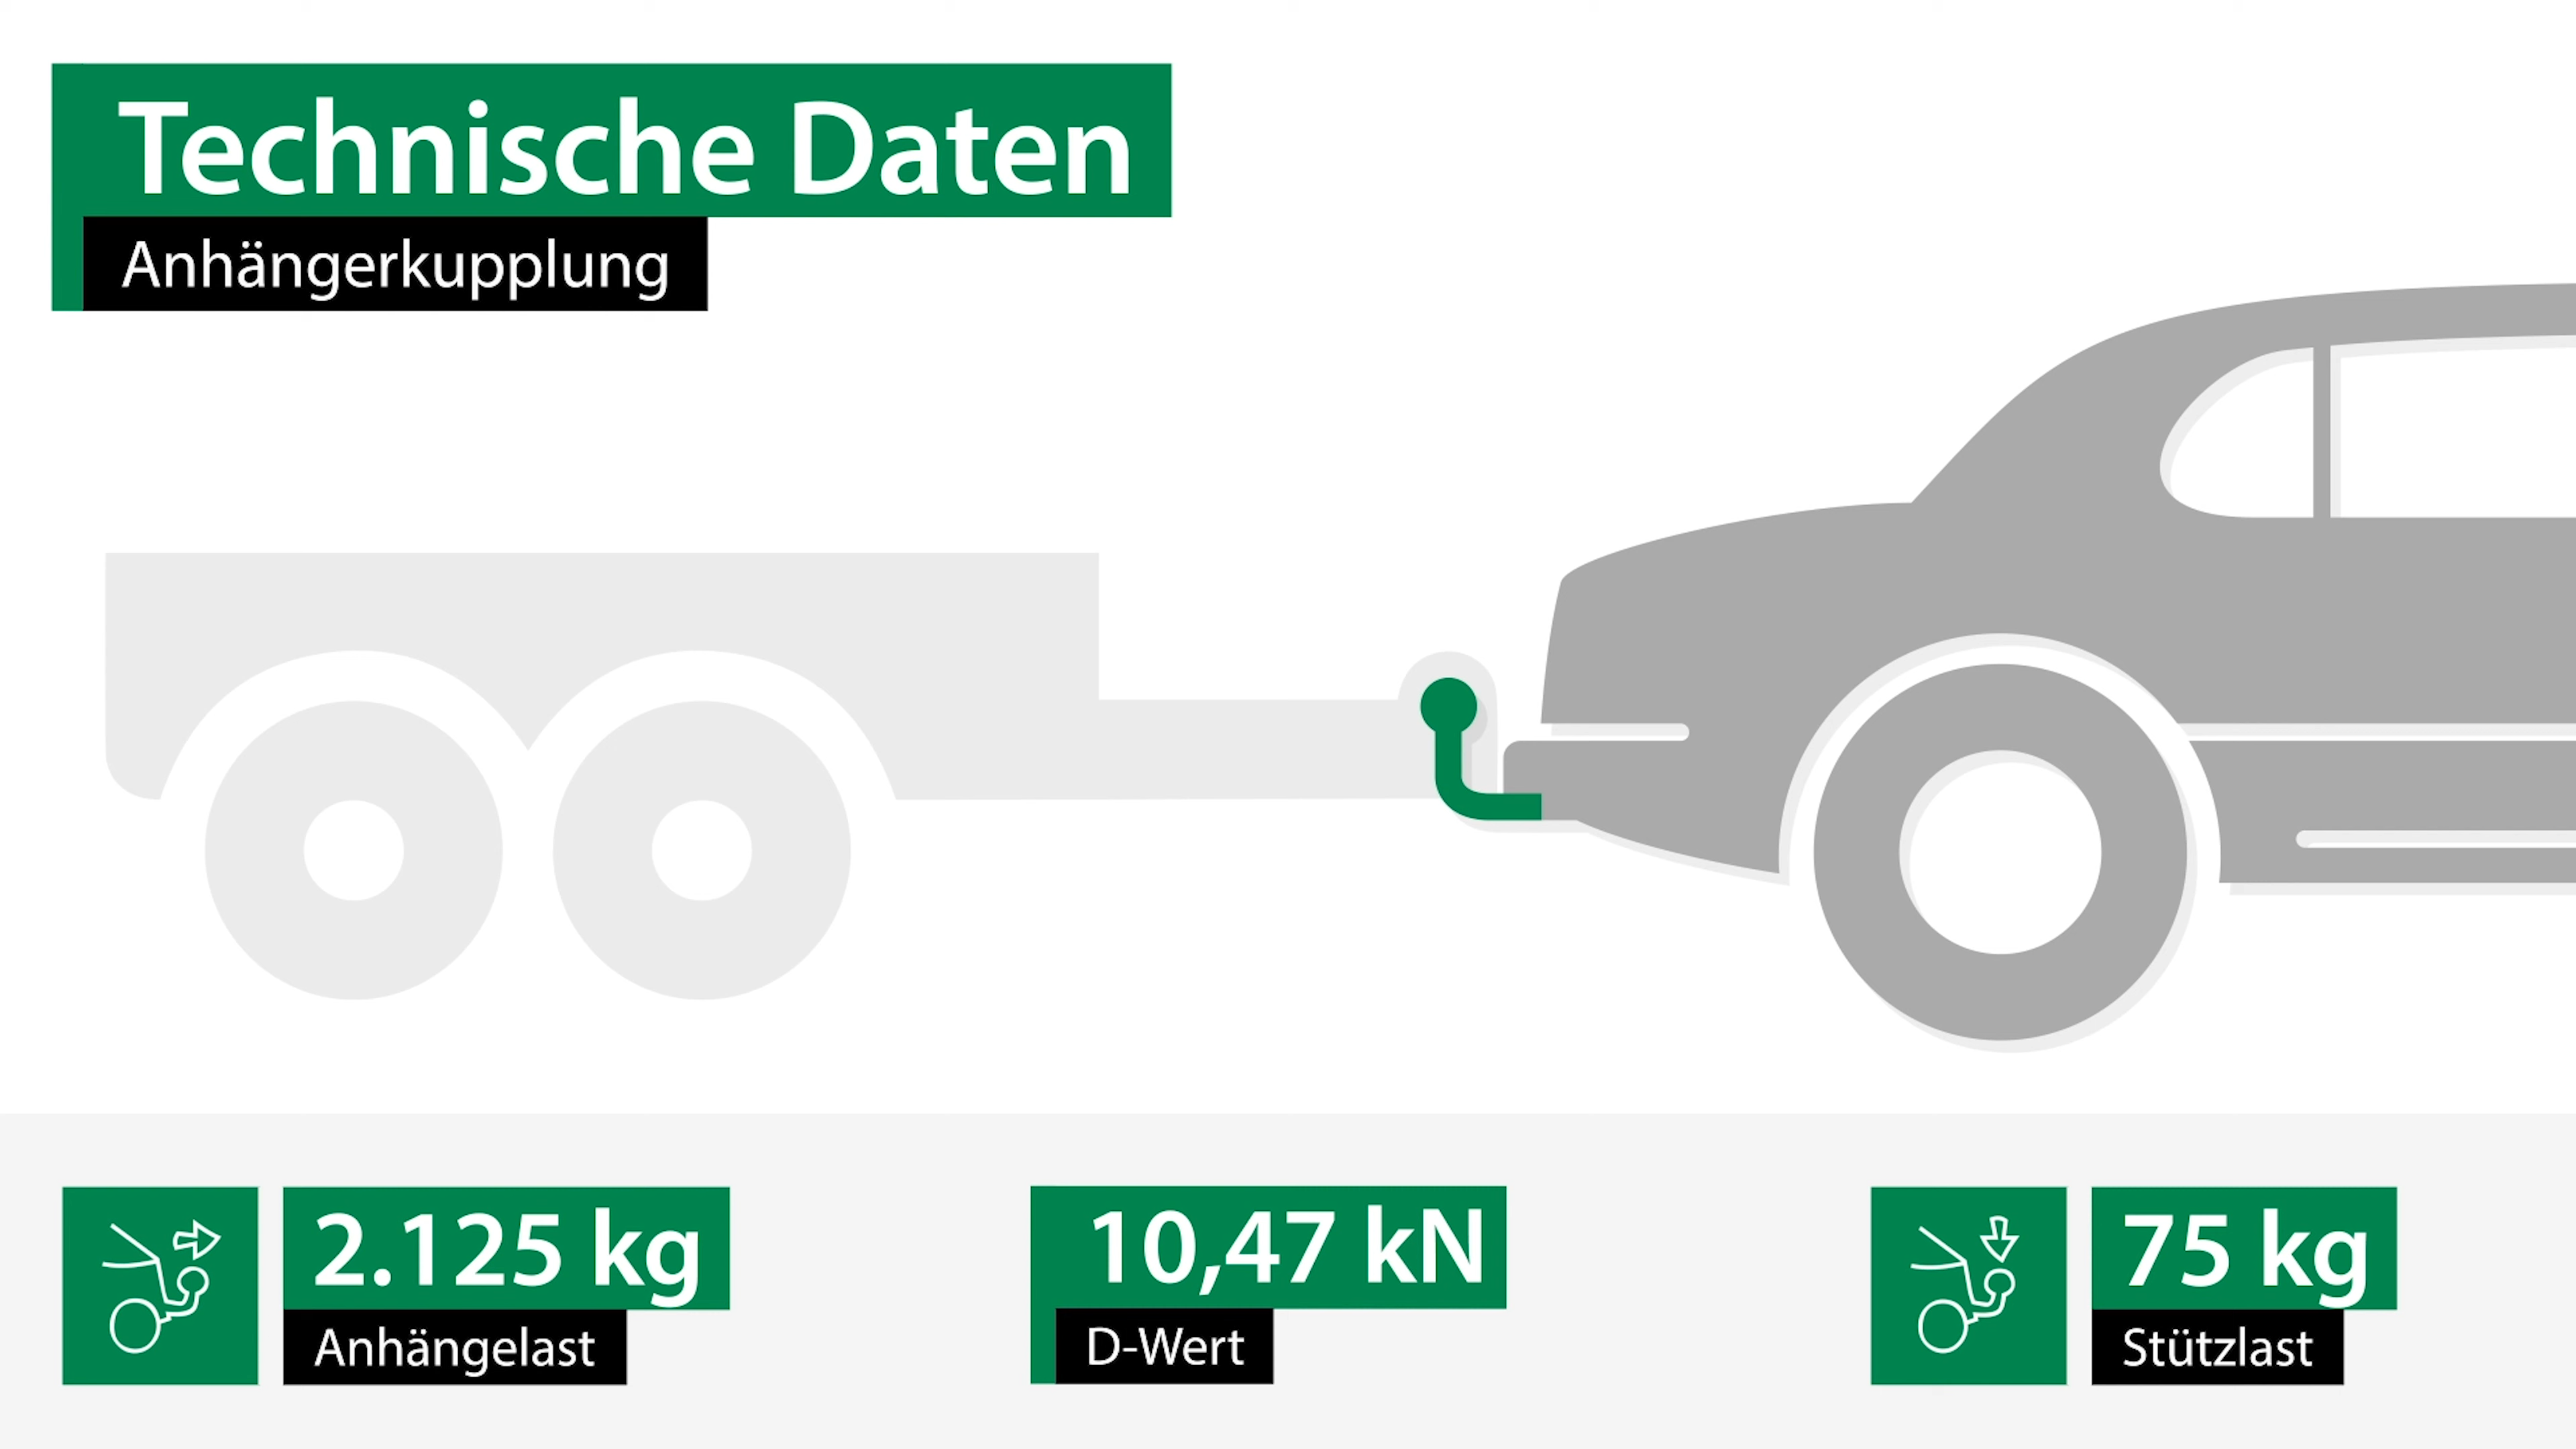 Technische Daten
Anhängerkupplung
2.125 kg
Anhängelast
10,47 kN
D-Wert
75 kg
Stützlast